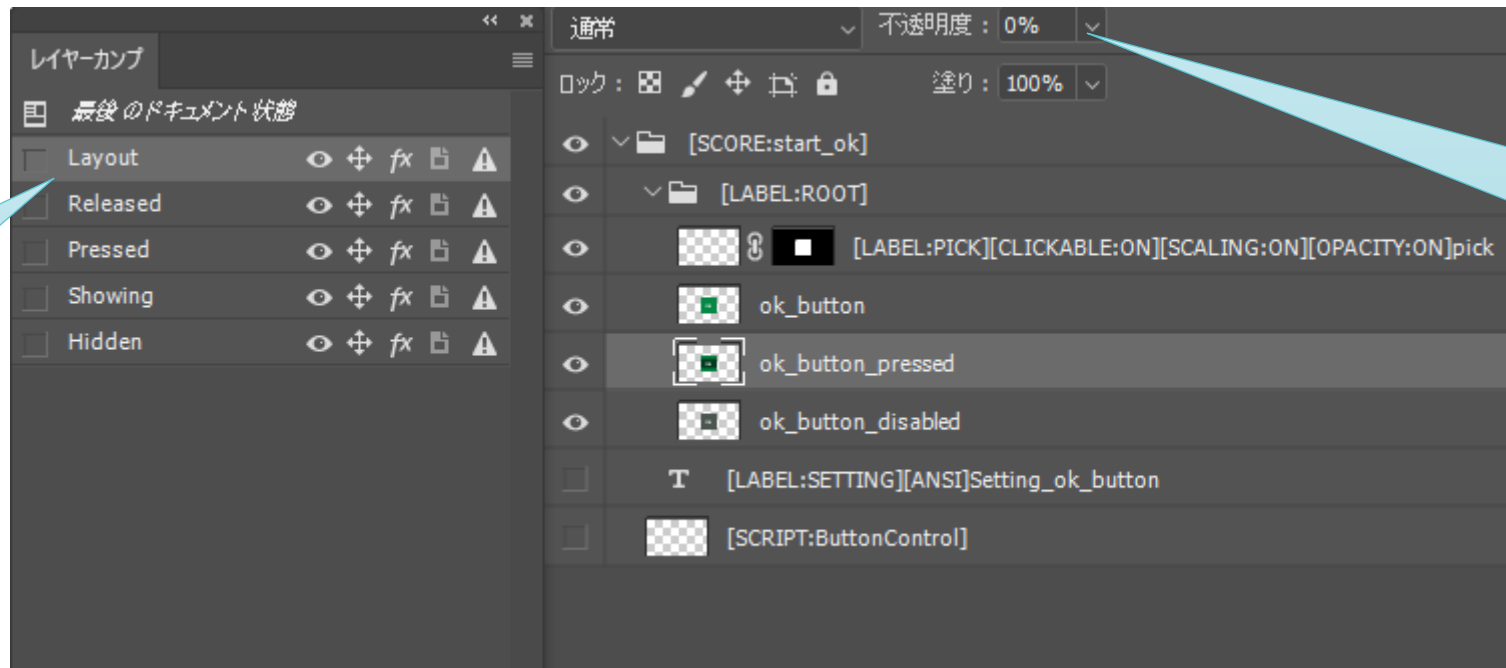 レイヤーカンプ
最後のドキュメント状態
Layout
Released
Pressed
Showing
Hidden
通常
不透明度 : 0%
ロック :
塗り : 100%
[SCORE:start_ok]
[LABEL:ROOT]
[LABEL:PICK][CLICKABLE:ON][SCALING:ON][OPACITY:ON]pick
ok_button
ok_button_pressed
ok_button_disabled
[LABEL:SETTING][ANSI]Setting_ok_button
[SCRIPT:ButtonControl]